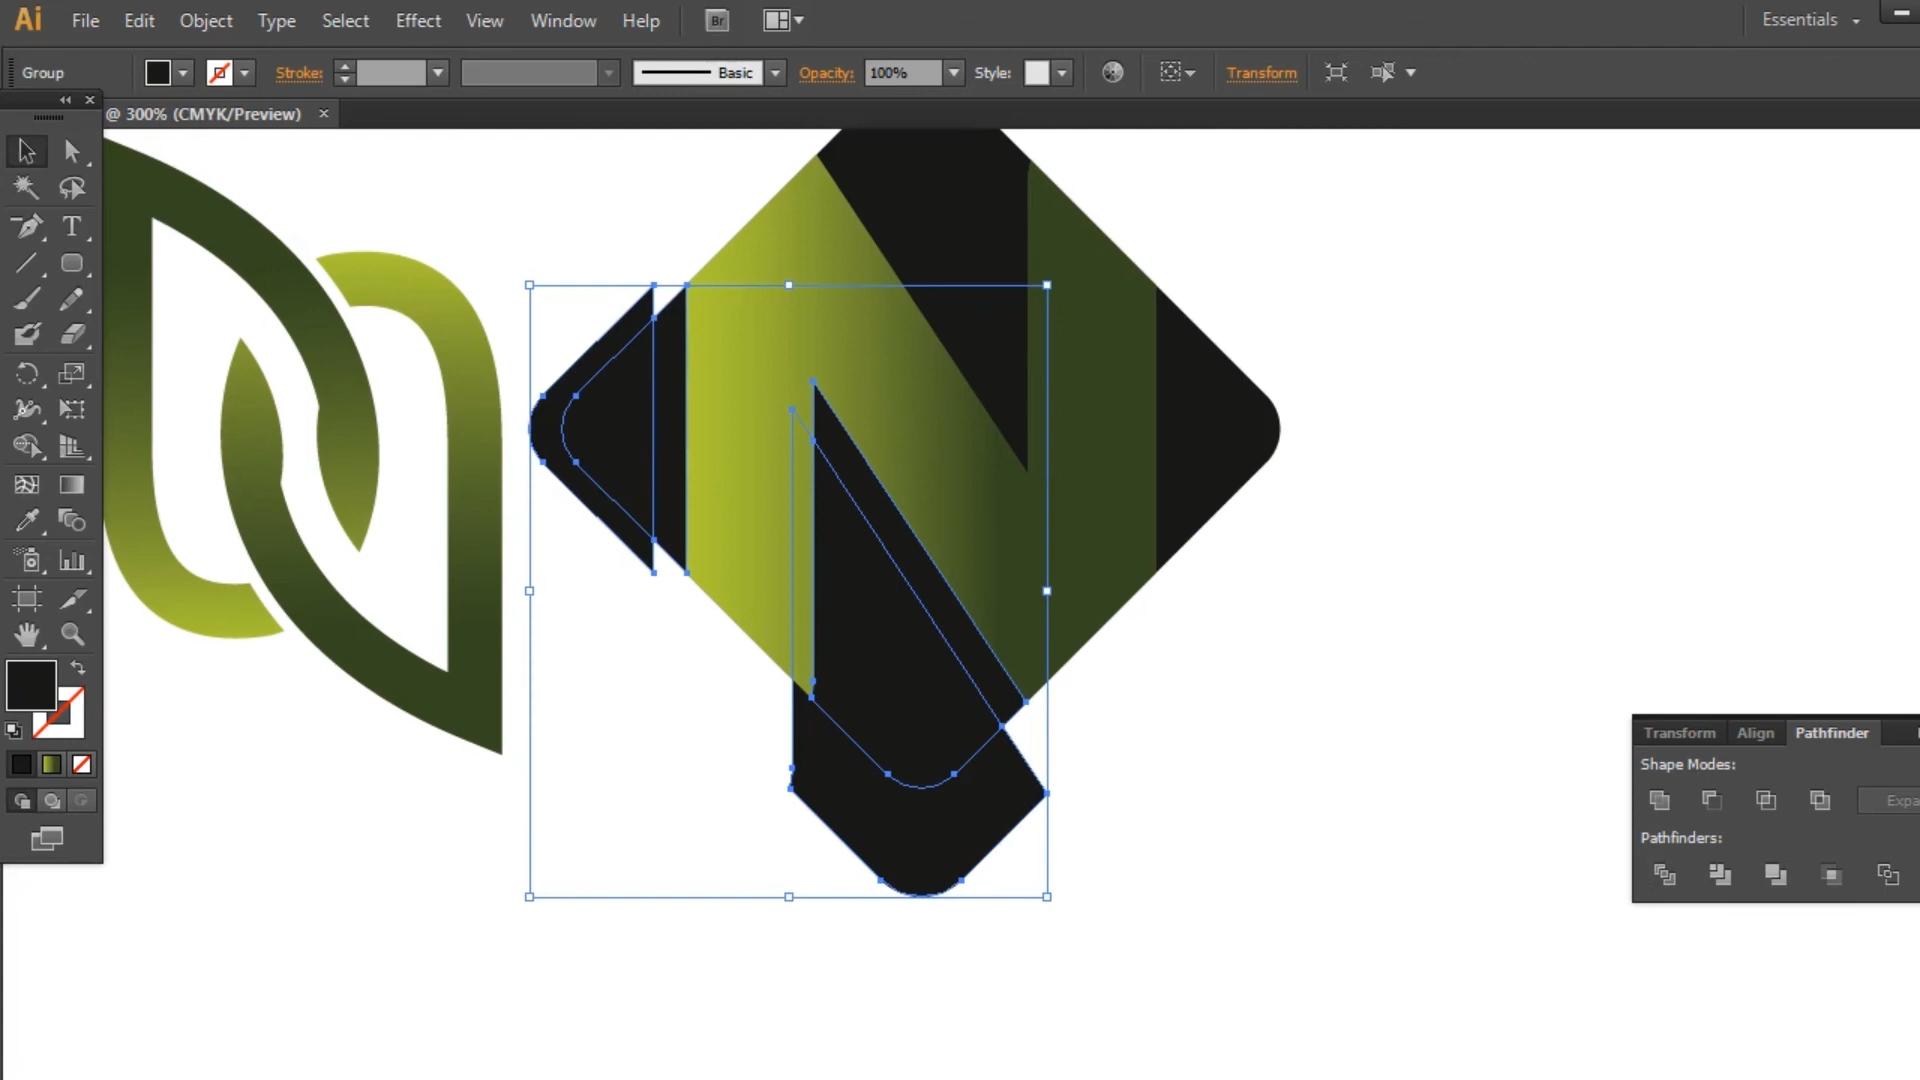 Ai File Edit Object Type Select Effect View Window Help Br Essentials
Group Stroke: Basic Opacity: 100% Style: Transform
@ 300% (CMYK/Preview)
T
Transform Align Pathfinder
Shape Modes:
Expa
Pathfinders: